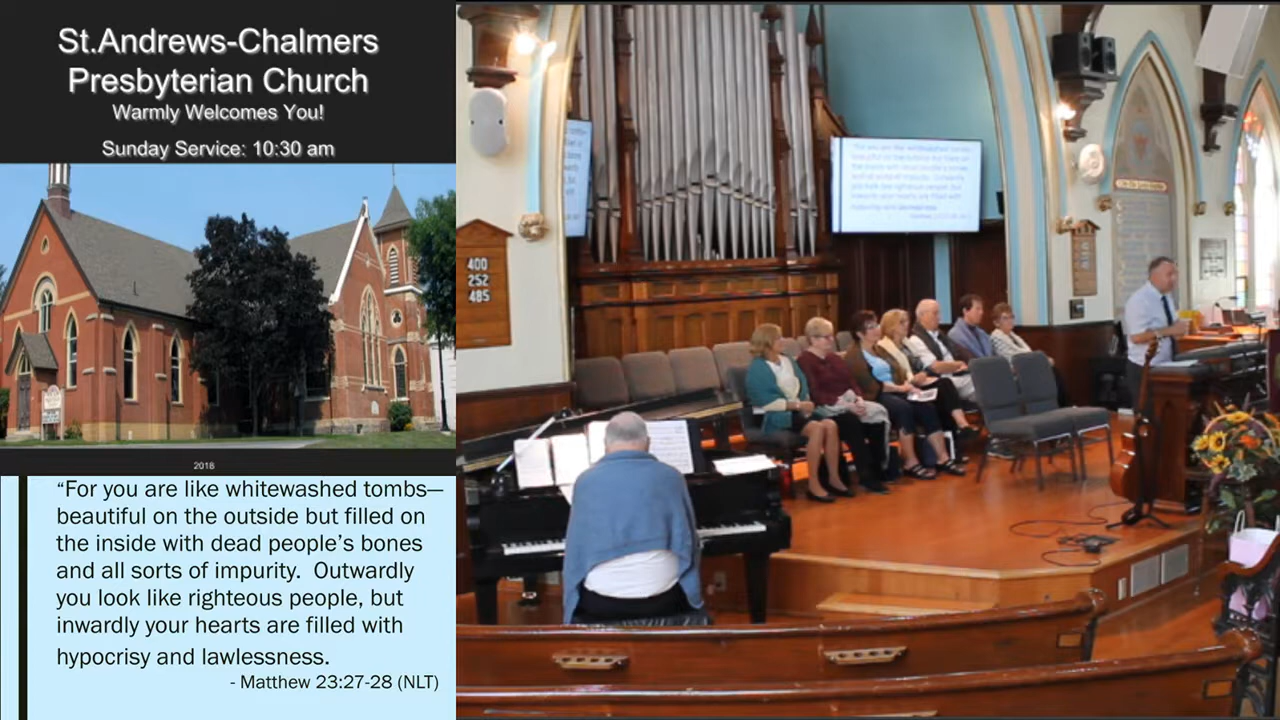 St.Andrews-Chalmers
Presbyterian Church
Warmly Welcomes You!
Sunday Service: 10:30 am
2018
“For you are like whitewashed tombs—
beautiful on the outside but filled on
the inside with dead people’s bones
and all sorts of impurity.  Outwardly
you look like righteous people, but
inwardly your hearts are filled with
hypocrisy and lawlessness.
- Matthew 23:27-28 (NLT)
400
252
485